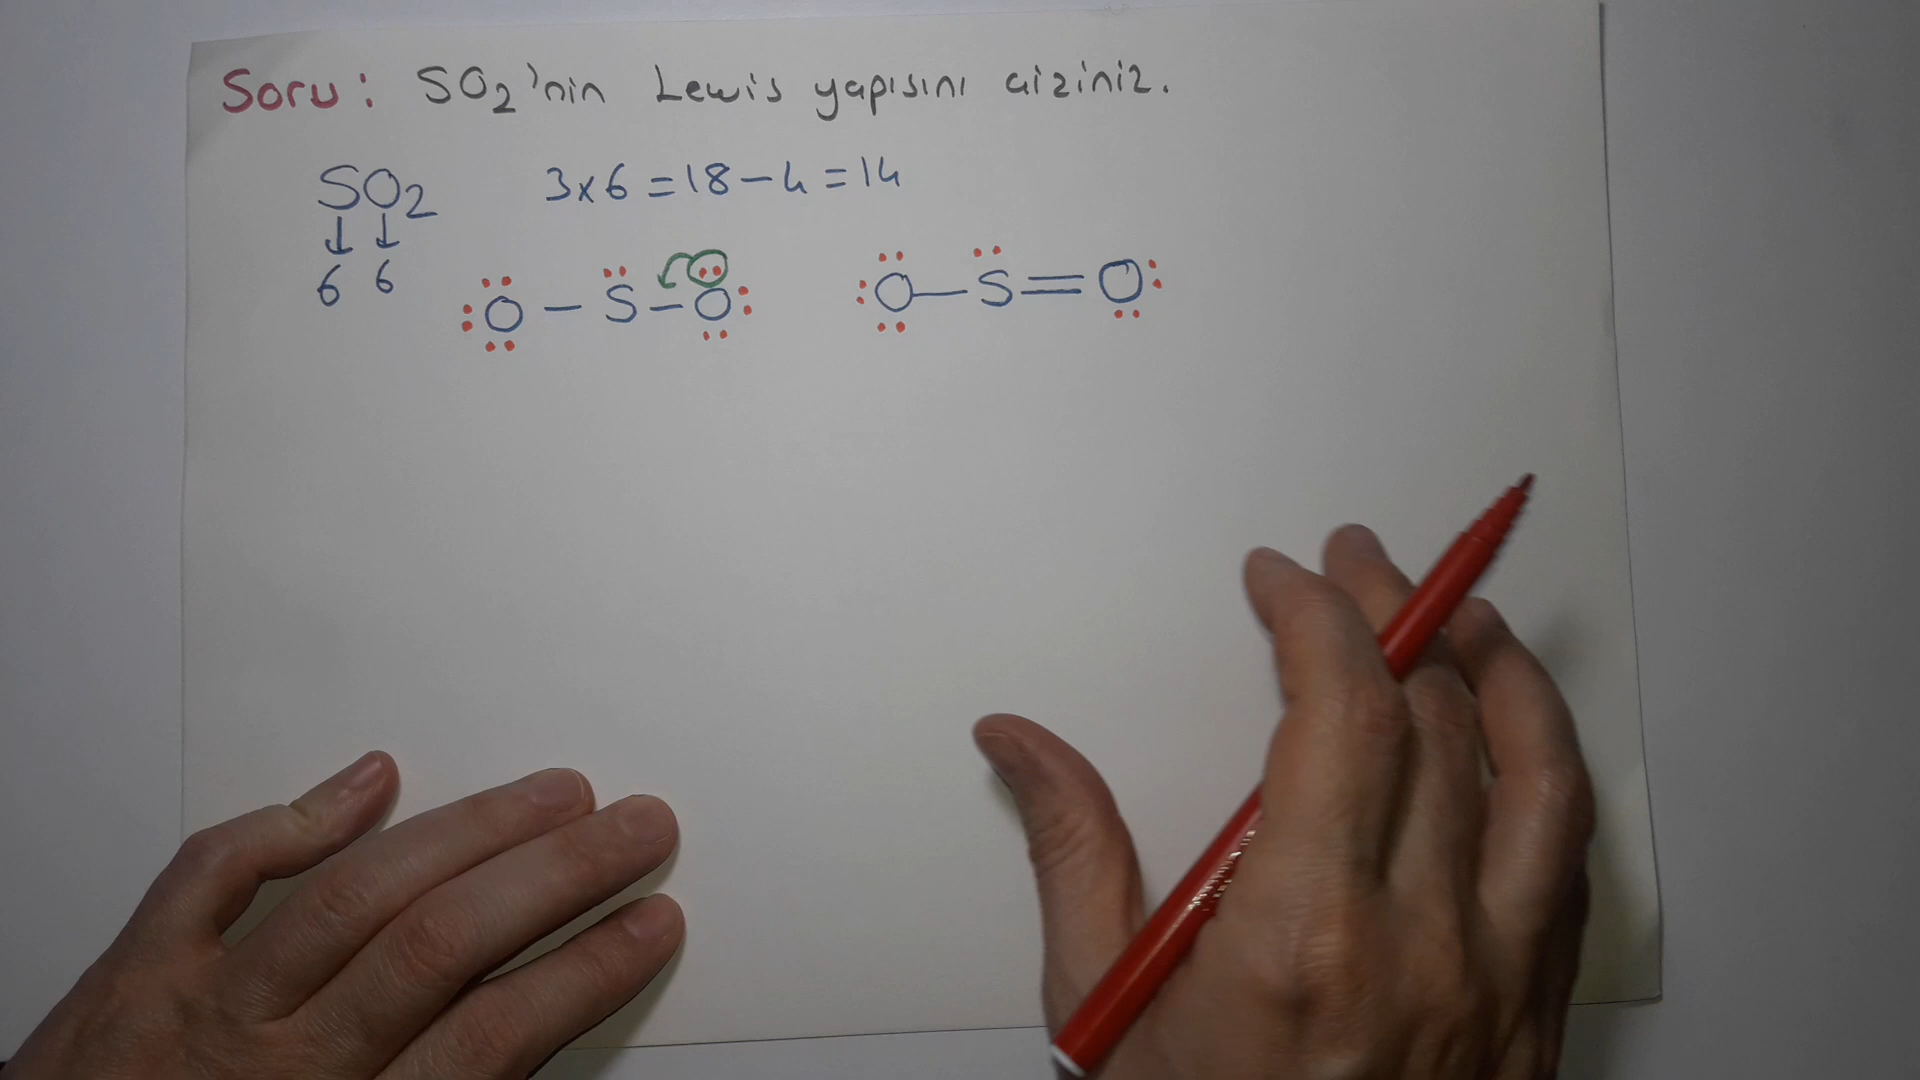 Soru: SO₂'nin Lewis yapısını çiziniz.
SO₂ 3x6=18-4=14
↓ ↓
6 6
O - S - O O - S = O